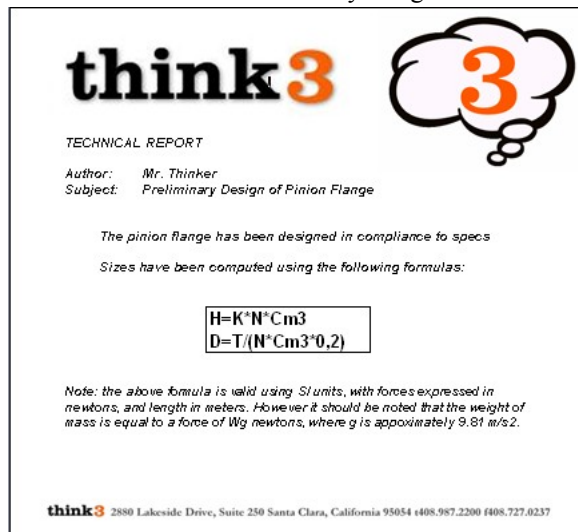 think3
3
TECHNICAL REPORT
Author: Mr. Thinker
Subject: Preliminary Design of Pinion Flange
The pinion flange has been designed in compliance to specs
Sizes have been computed using the following formulas:
H=K*N*Cm3
D=T/(N*Cm3*0,2)
Note: the above formula is valid using SI units, with forces expressed in
newtons, and length in meters. However it should be noted that the weight of
mass is equal to a force of Wg newtons, where g is appoximately 9.81 m/s2.
think3 2880 Lakeside Drive, Suite 250 Santa Clara, California 95054 t408.987.2200 f408.727.0237